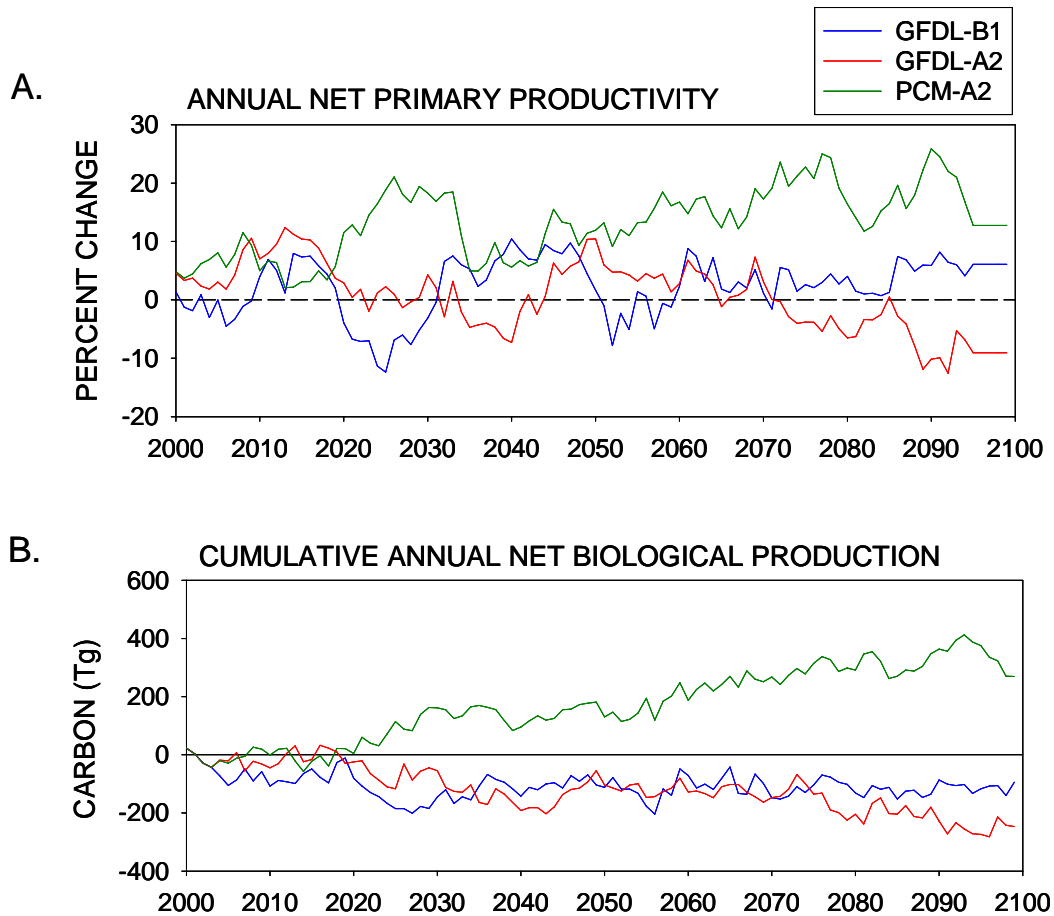 GFDL-B1
GFDL-A2
PCM-A2
A.
ANNUAL NET PRIMARY PRODUCTIVITY
PERCENT CHANGE
30
20
10
0
-10
-20
2000 2010 2020 2030 2040 2050 2060 2070 2080 2090 2100
B.
CUMULATIVE ANNUAL NET BIOLOGICAL PRODUCTION
CARBON (Tg)
600
400
200
0
-200
-400
2000 2010 2020 2030 2040 2050 2060 2070 2080 2090 2100